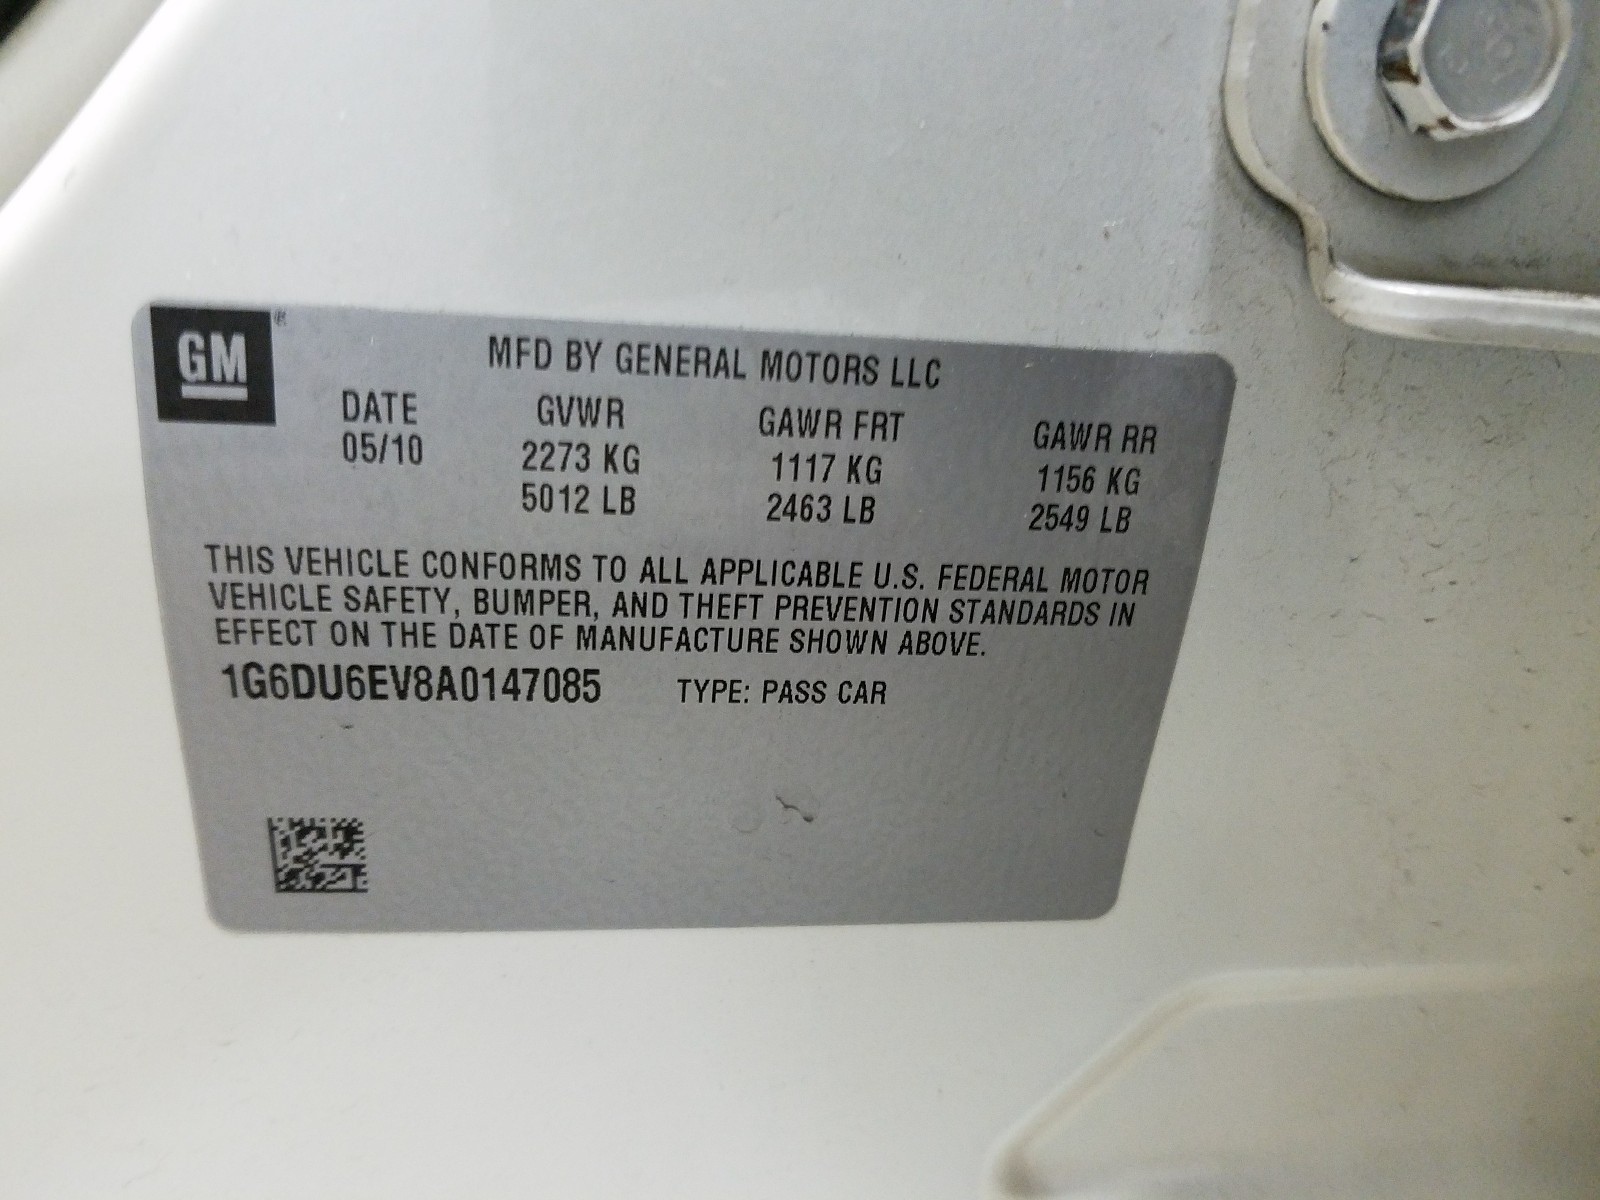 GM®
MFD BY GENERAL MOTORS LLC
DATE GVWR GAWR FRT GAWR RR
05/10 2273 KG 1117 KG 1156 KG
5012 LB 2463 LB 2549 LB
THIS VEHICLE CONFORMS TO ALL APPLICABLE U.S. FEDERAL MOTOR
VEHICLE SAFETY, BUMPER, AND THEFT PREVENTION STANDARDS IN
EFFECT ON THE DATE OF MANUFACTURE SHOWN ABOVE.
1G6DU6EV8A0147085 TYPE: PASS CAR